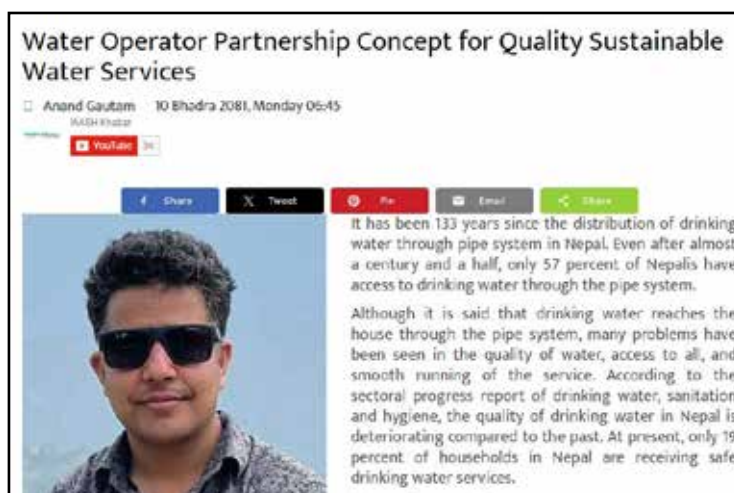 Water Operator Partnership Concept for Quality Sustainable
Water Services
Anand Gautam 10 Bhadra 2081, Monday 06:45
WASH Khabar
YouTube 3K
Share Tweet Pin Email Share
It has been 133 years since the distribution of drinking
water through pipe system in Nepal. Even after almost
a century and a half, only 57 percent of Nepalis have
access to drinking water through the pipe system.
Although it is said that drinking water reaches the
house through the pipe system, many problems have
been seen in the quality of water, access to all, and
smooth running of the service. According to the
sectoral progress report of drinking water, sanitation
and hygiene, the quality of drinking water in Nepal is
deteriorating compared to the past. At present, only 19
percent of households in Nepal are receiving safe
drinking water services.